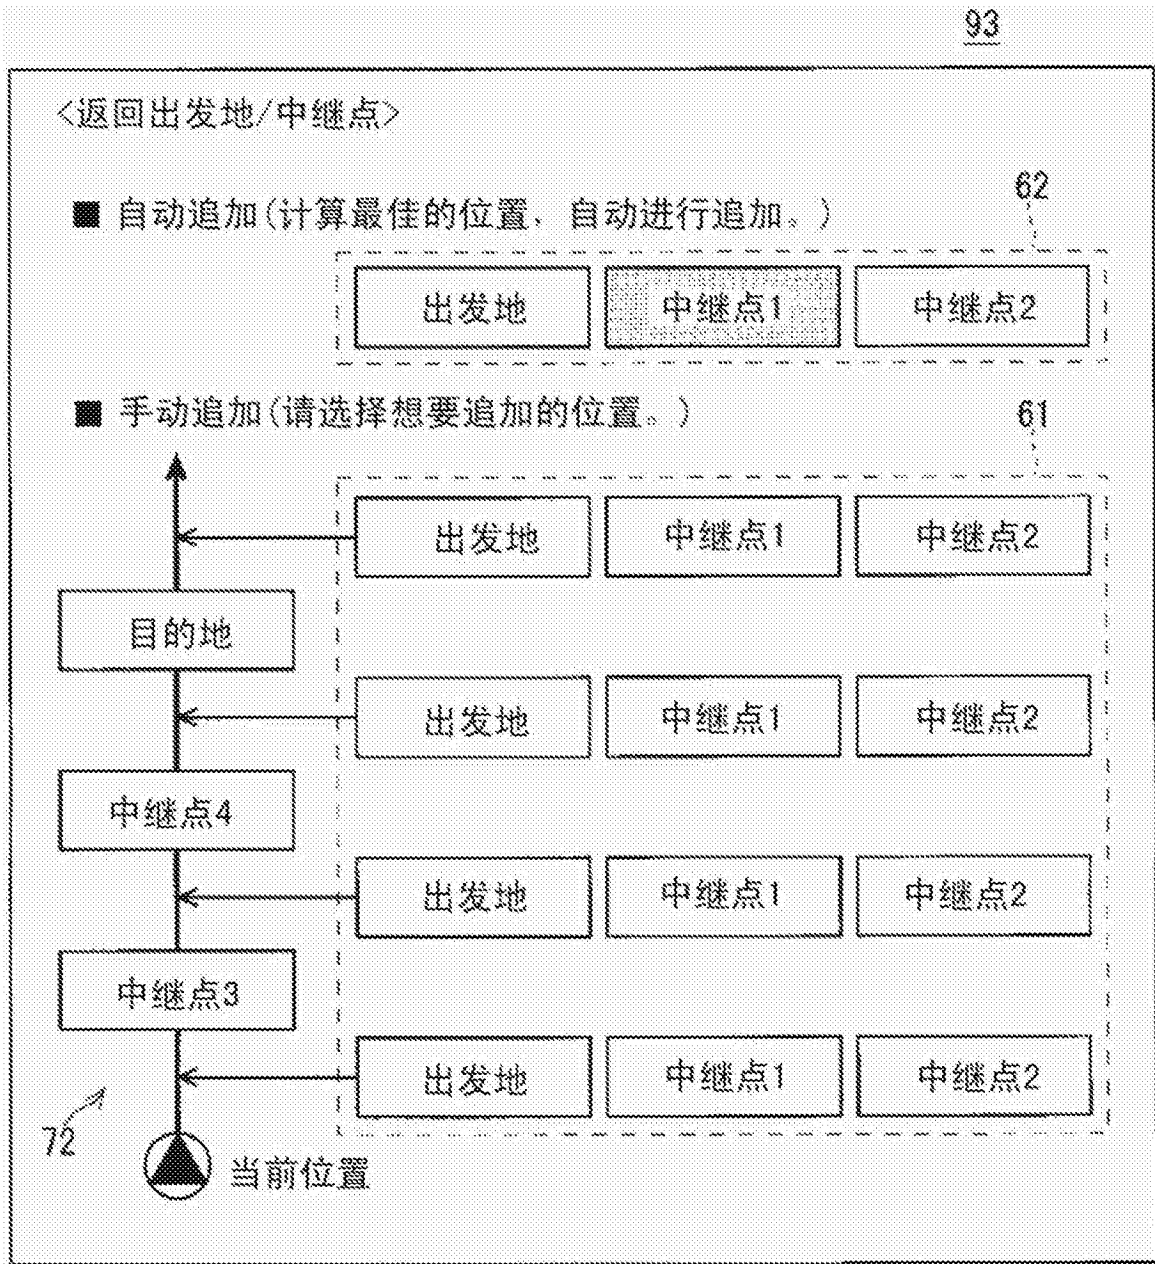 93
<返回出发地/中继点>
62
■ 自动追加(计算最佳的位置, 自动进行追加。)
出发地 中继点1 中继点2
■ 手动追加(请选择想要追加的位置。)
61
出发地 中继点1 中继点2
目的地
出发地 中继点1 中继点2
中继点4
出发地 中继点1 中继点2
中继点3
出发地 中继点1 中继点2
72
当前位置